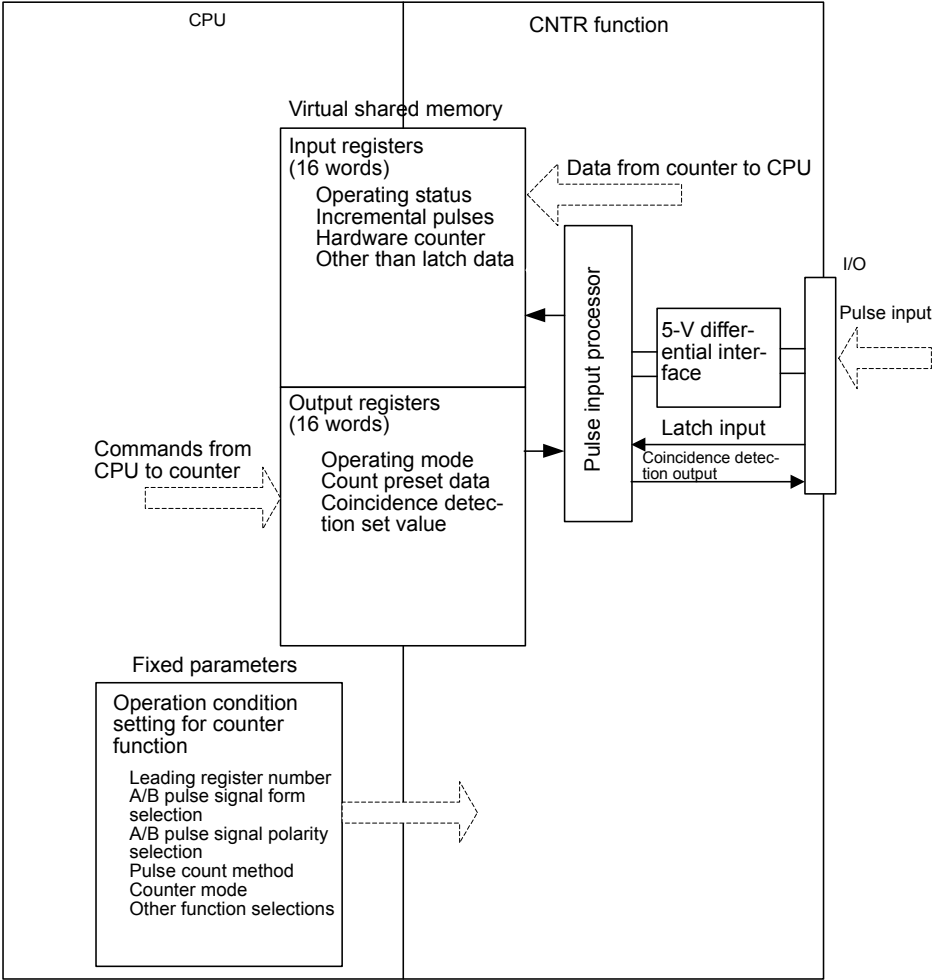 CPU
CNTR function
Virtual shared memory
Input registers
(16 words)
Operating status
Incremental pulses
Hardware counter
Other than latch data
Data from counter to CPU
Pulse input processor
I/O
Pulse input
5-V differ-
ential inter-
face
Latch input
Coincidence detec-
tion output
Output registers
(16 words)
Operating mode
Count preset data
Coincidence detec-
tion set value
Commands from
CPU to counter
Fixed parameters
Operation condition
setting for counter
function
Leading register number
A/B pulse signal form
selection
A/B pulse signal polarity
selection
Pulse count method
Counter mode
Other function selections